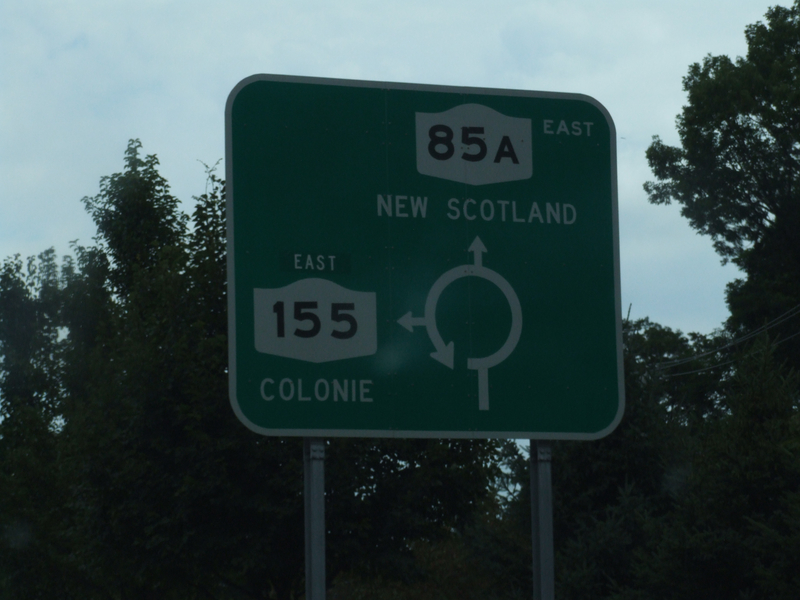 85A EAST
NEW SCOTLAND
EAST
155
COLONIE